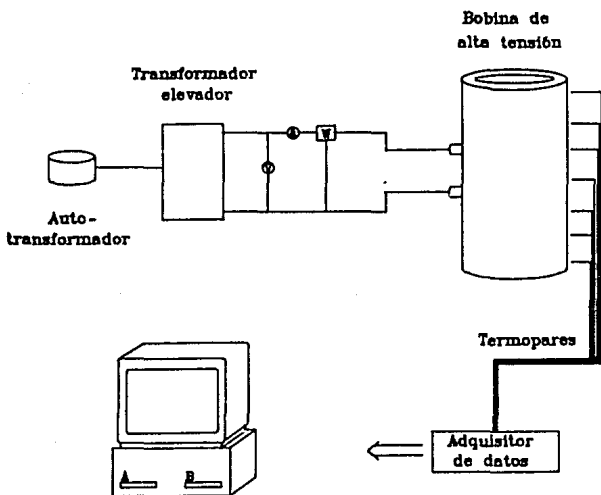 Bobina de
alta tensión
Transformador
elevador
A
W
V
Auto-
transformador
Termopares
Adquisitor
de datos
A
B